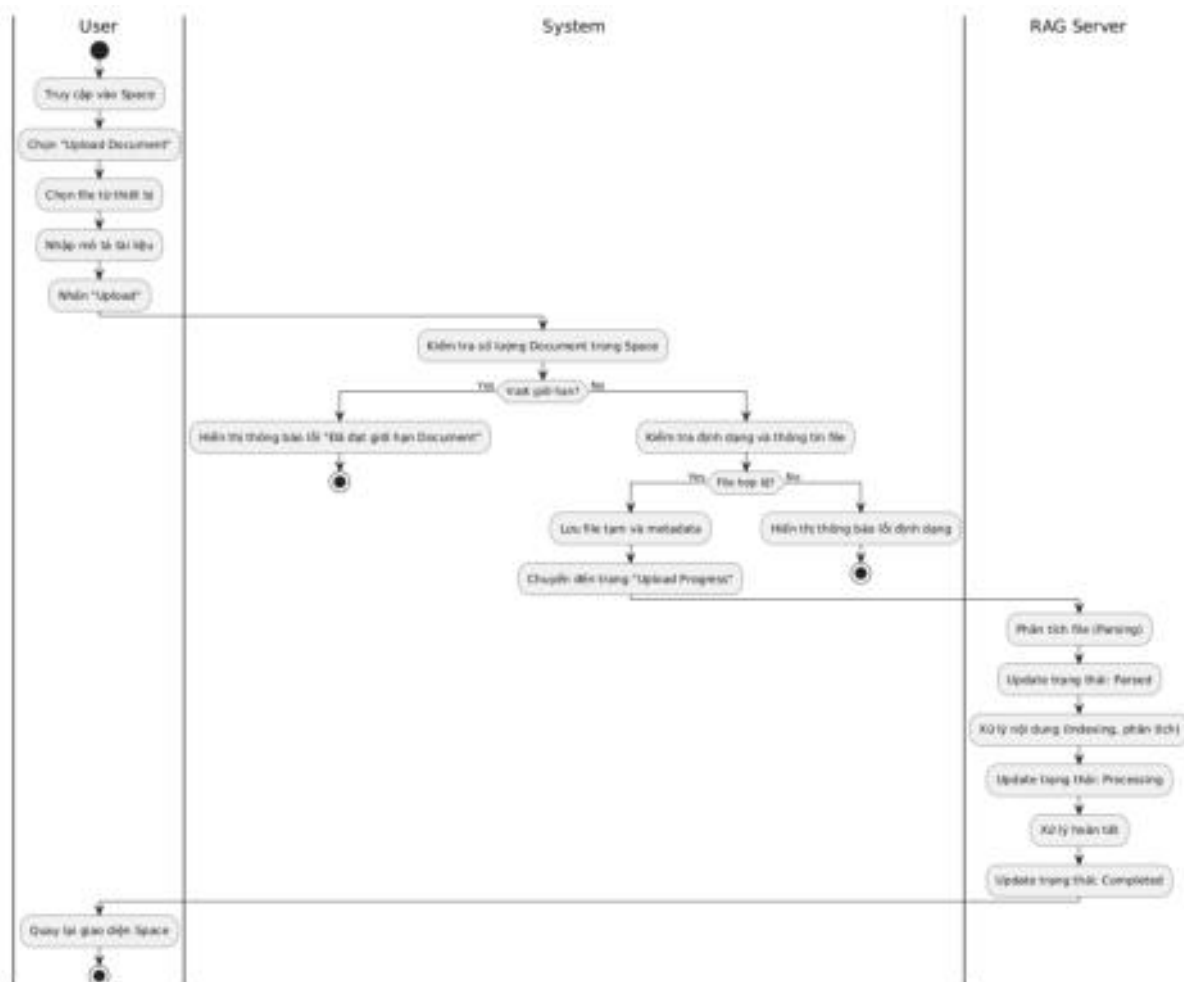 User
System
RAG Server
Truy cập vào Space
Chọn "Upload Document"
Chọn file từ thiết bị
Nhập mô tả tài liệu
Nhấn "Upload"
Kiểm tra số lượng Document trong Space
Yes
Vượt giới hạn?
No
Hiển thị thông báo lỗi "Đã đạt giới hạn Document"
Kiểm tra định dạng và thông tin file
Yes
File hợp lệ?
No
Lưu file tạm và metadata
Hiển thị thông báo lỗi định dạng
Chuyển đến trang "Upload Progress"
Phân tích file (Parsing)
Update trạng thái: Parsed
Xử lý nội dung (Indexing, phân tích)
Update trạng thái: Processing
Xử lý hoàn tất
Update trạng thái: Completed
Quay lại giao diện Space